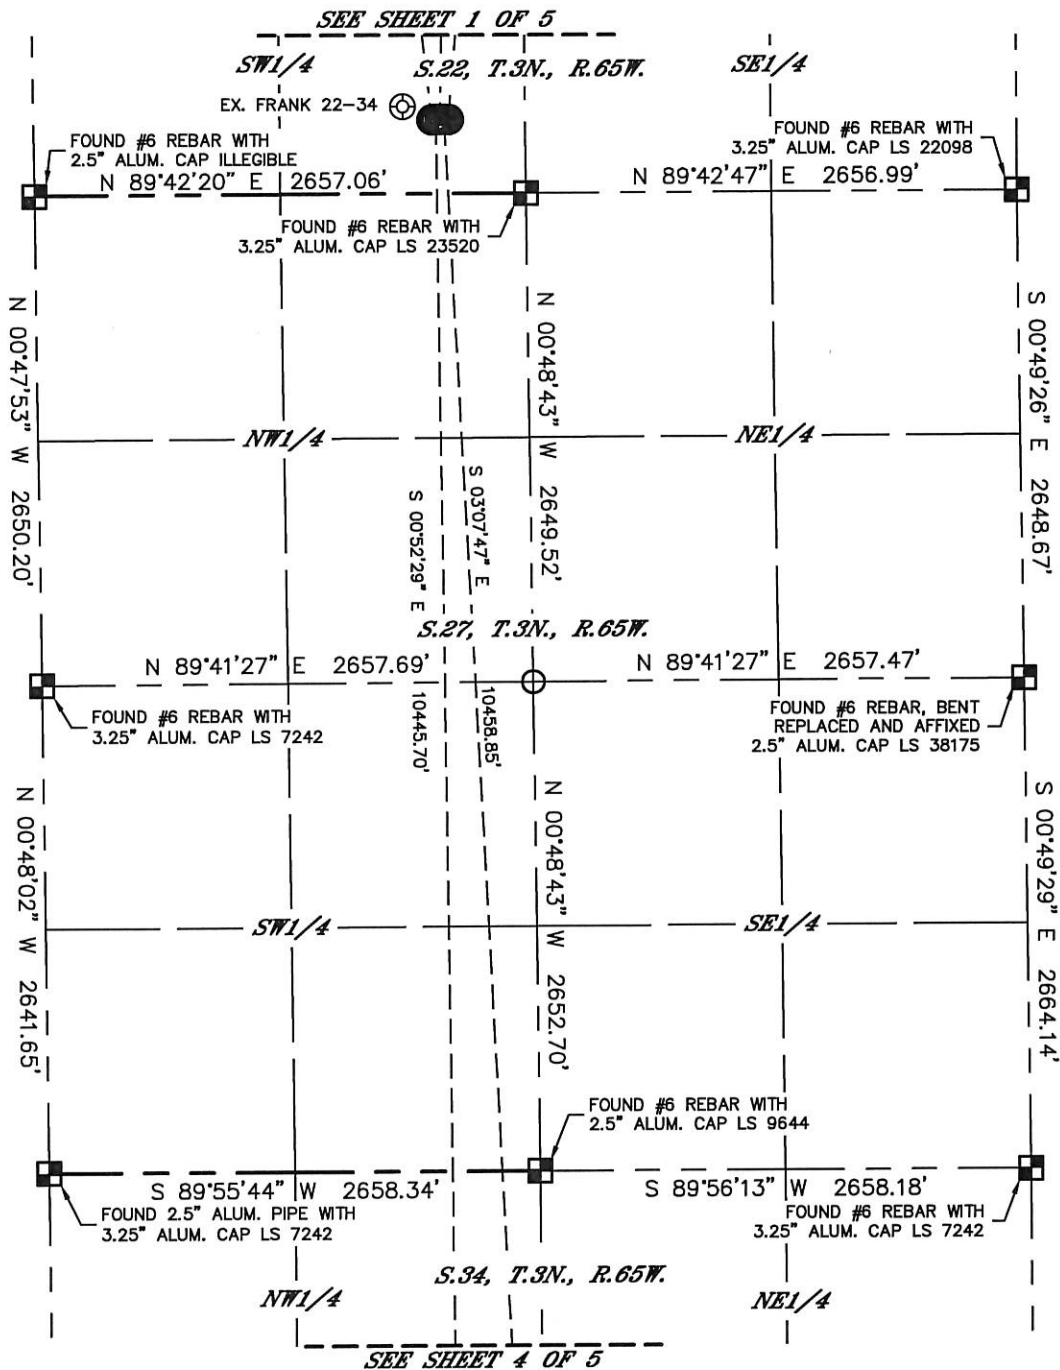 SEE SHEET 1 OF 5
SW1/4
S.22, T.3N., R.65W.
SE1/4
EX. FRANK 22-34
FOUND #6 REBAR WITH
2.5" ALUM. CAP ILLEGIBLE
FOUND #6 REBAR WITH
3.25" ALUM. CAP LS 22098
N 89°42'20" E 2657.06'
N 89°42'47" E 2656.99'
FOUND #6 REBAR WITH
3.25" ALUM. CAP LS 23520
N 00°47'53" W 2650.20'
N 00°48'43" W 2649.52'
S 00°49'26" E 2648.67'
NW1/4
NE1/4
S 00°52'29" E
10445.70'
S 03°07'47" E
10458.85'
S.27, T.3N., R.65W.
N 89°41'27" E 2657.69'
N 89°41'27" E 2657.47'
FOUND #6 REBAR WITH
3.25" ALUM. CAP LS 7242
FOUND #6 REBAR, BENT
REPLACED AND AFFIXED
2.5" ALUM. CAP LS 38175
N 00°48'02" W 2641.65'
N 00°48'43" W 2652.70'
S 00°49'29" E 2664.14'
SW1/4
SE1/4
FOUND #6 REBAR WITH
2.5" ALUM. CAP LS 9644
S 89°55'44" W 2658.34'
S 89°56'13" W 2658.18'
FOUND 2.5" ALUM. PIPE WITH
3.25" ALUM. CAP LS 7242
FOUND #6 REBAR WITH
3.25" ALUM. CAP LS 7242
S.34, T.3N., R.65W.
NW1/4
NE1/4
SEE SHEET 4 OF 5